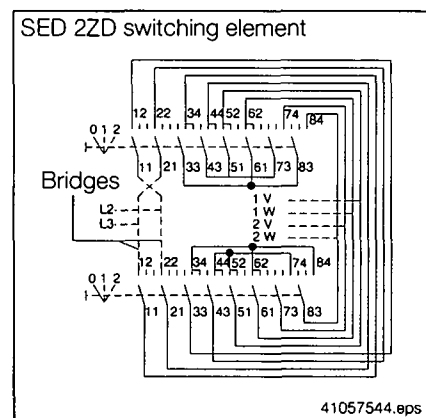 SED 2ZD switching element
12 22 34 44 52 62 74 84
0 1 2
11 21 33 43 51 61 73 83
Bridges
1 V
1 W
2 V
2 W
L2
L3
12 22 34 44 52 62 74 84
0 1 2
11 21 33 43 51 61 73 83
41057544.eps